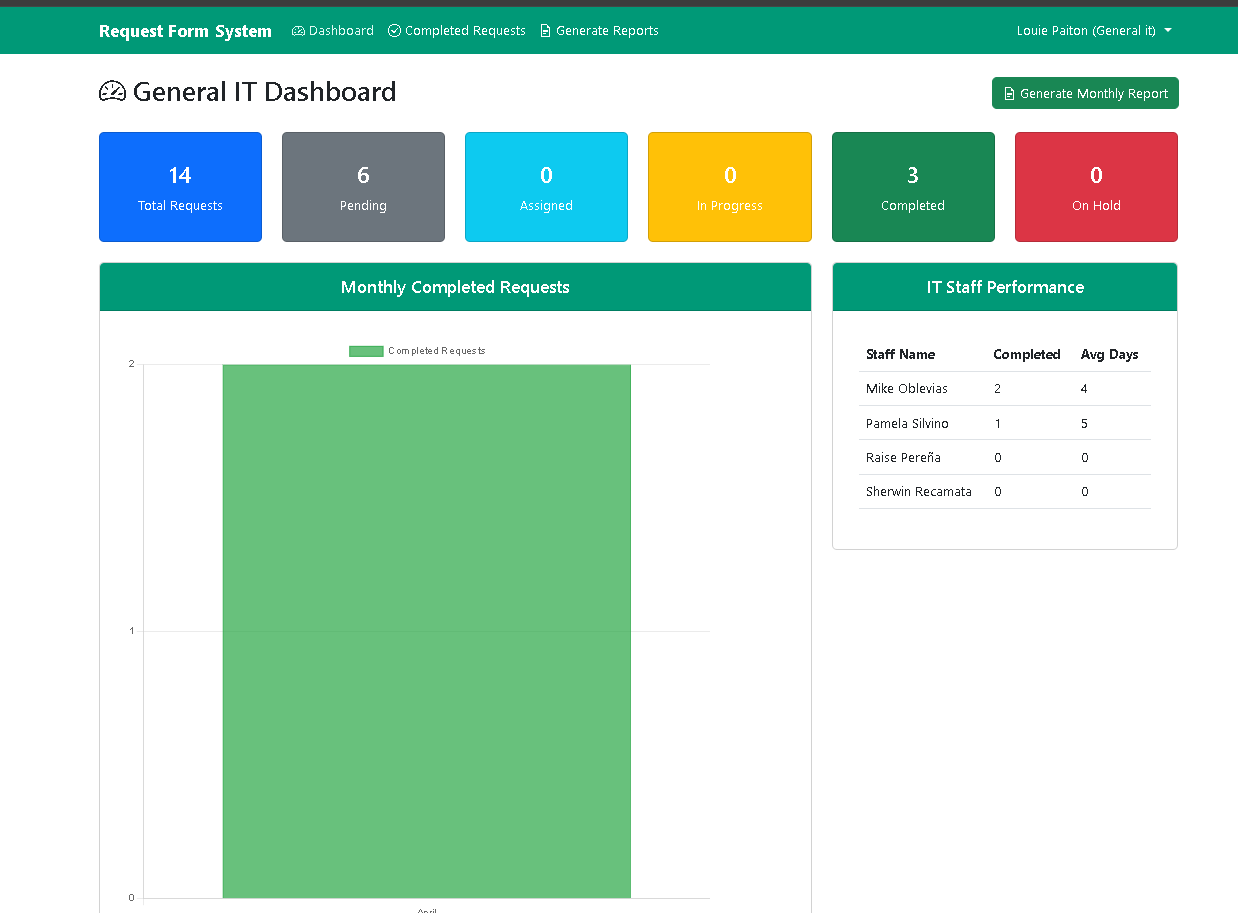 Request Form System Dashboard Completed Requests Generate Reports Louie Paiton (General it)
General IT Dashboard Generate Monthly Report
14 6 0 0 3 0
Total Requests Pending Assigned In Progress Completed On Hold
Monthly Completed Requests
Completed Requests
2
1
0
April
IT Staff Performance
Staff Name Completed Avg Days
Mike Oblevias 2 4
Pamela Silvino 1 5
Raise Pereña 0 0
Sherwin Recamata 0 0